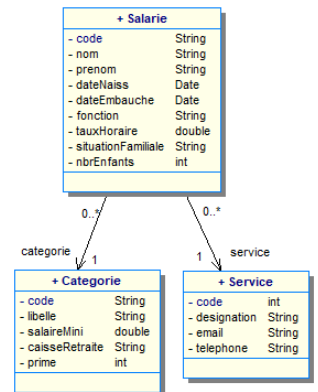 + Salarie
- code String
- nom String
- prenom String
- dateNaiss Date
- dateEmbauche Date
- fonction String
- tauxHoraire double
- situationFamiliale String
- nbrEnfants int
0..* 0..*
categorie 1 1 service
+ Categorie
- code String
- libelle String
- salaireMini double
- caisseRetraite String
- prime int
+ Service
- code int
- designation String
- email String
- telephone String